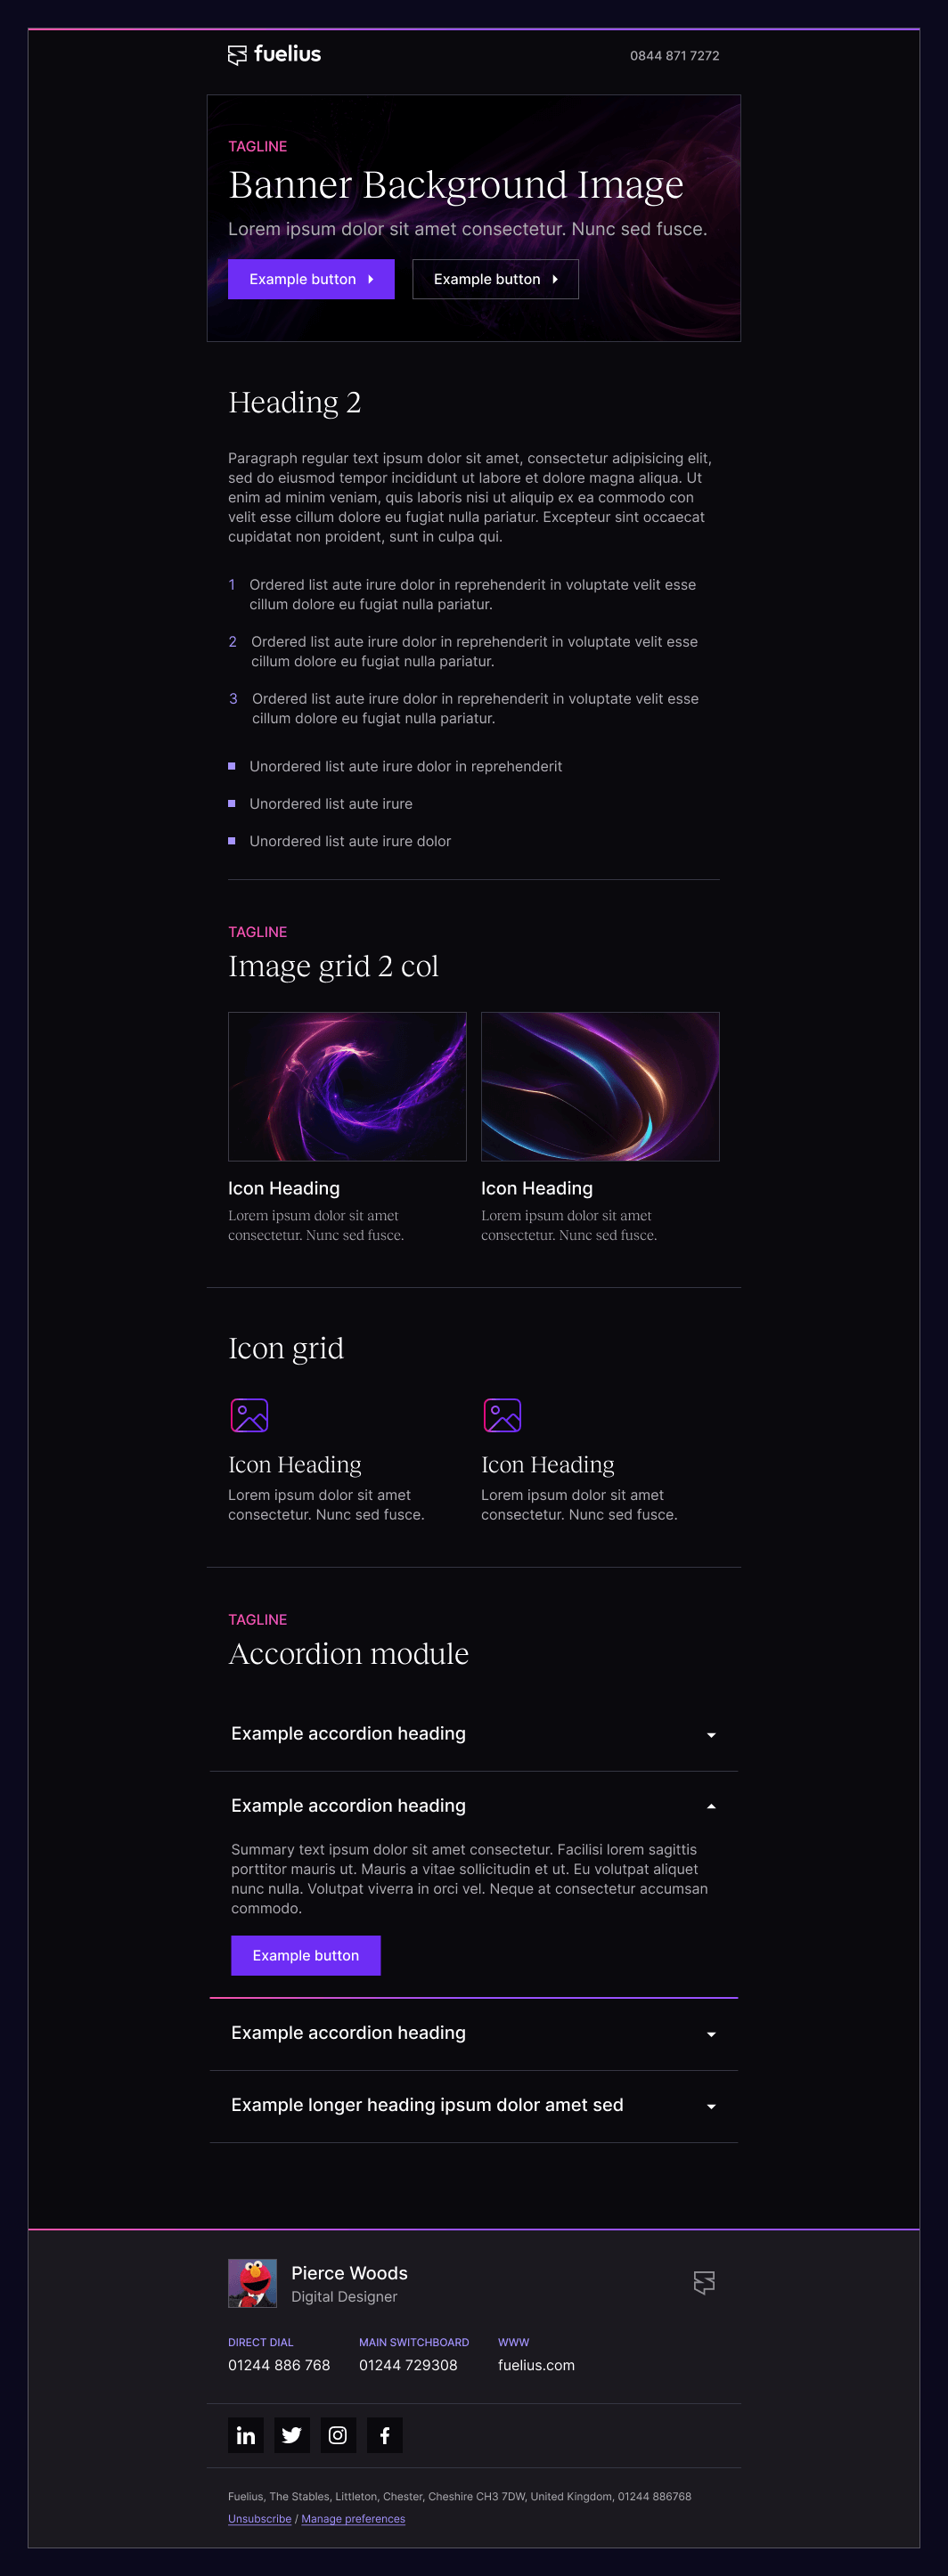 fuelius
0844 871 7272
TAGLINE
Banner Background Image
Lorem ipsum dolor sit amet consectetur. Nunc sed fusce.
Example button
Example button
Heading 2
Paragraph regular text ipsum dolor sit amet, consectetur adipisicing elit,
sed do eiusmod tempor incididunt ut labore et dolore magna aliqua. Ut
enim ad minim veniam, quis laboris nisi ut aliquip ex ea commodo con
velit esse cillum dolore eu fugiat nulla pariatur. Excepteur sint occaecat
cupidatat non proident, sunt in culpa qui.
1 Ordered list aute irure dolor in reprehenderit in voluptate velit esse
cillum dolore eu fugiat nulla pariatur.
2 Ordered list aute irure dolor in reprehenderit in voluptate velit esse
cillum dolore eu fugiat nulla pariatur.
3 Ordered list aute irure dolor in reprehenderit in voluptate velit esse
cillum dolore eu fugiat nulla pariatur.
Unordered list aute irure dolor in reprehenderit
Unordered list aute irure
Unordered list aute irure dolor
TAGLINE
Image grid 2 col
Icon Heading
Lorem ipsum dolor sit amet
consectetur. Nunc sed fusce.
Icon Heading
Lorem ipsum dolor sit amet
consectetur. Nunc sed fusce.
Icon grid
Icon Heading
Lorem ipsum dolor sit amet
consectetur. Nunc sed fusce.
Icon Heading
Lorem ipsum dolor sit amet
consectetur. Nunc sed fusce.
TAGLINE
Accordion module
Example accordion heading
Example accordion heading
Summary text ipsum dolor sit amet consectetur. Facilisi lorem sagittis
porttitor mauris ut. Mauris a vitae sollicitudin et ut. Eu volutpat aliquet
nunc nulla. Volutpat viverra in orci vel. Neque at consectetur accumsan
commodo.
Example button
Example accordion heading
Example longer heading ipsum dolor amet sed
Pierce Woods
Digital Designer
DIRECT DIAL
01244 886 768
MAIN SWITCHBOARD
01244 729308
WWW
fuelius.com
in
f
Fuelius, The Stables, Littleton, Chester, Cheshire CH3 7DW, United Kingdom, 01244 886768
Unsubscribe / Manage preferences